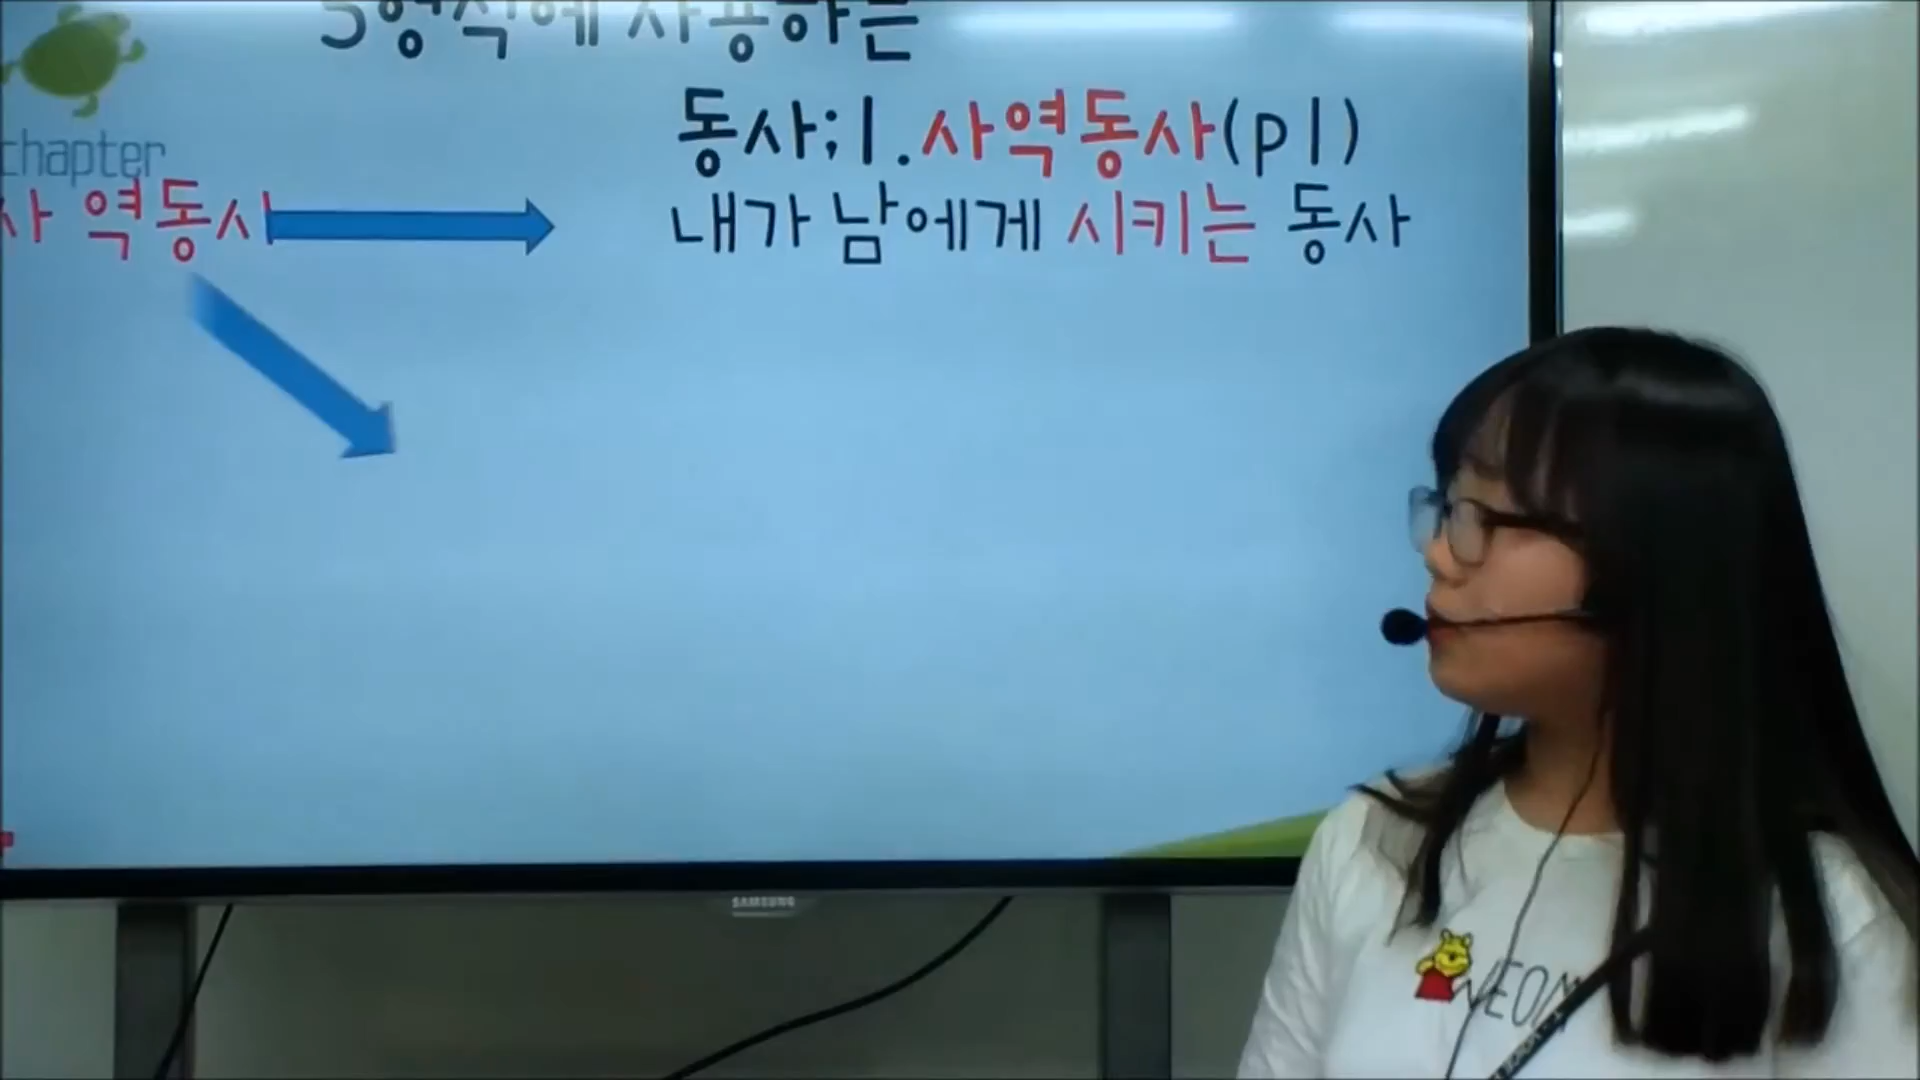 5형식에 사용하는
동사;1.사역동사(p1)
chapter
사 역동사
내가 남에게 시키는 동사
SAMSUNG